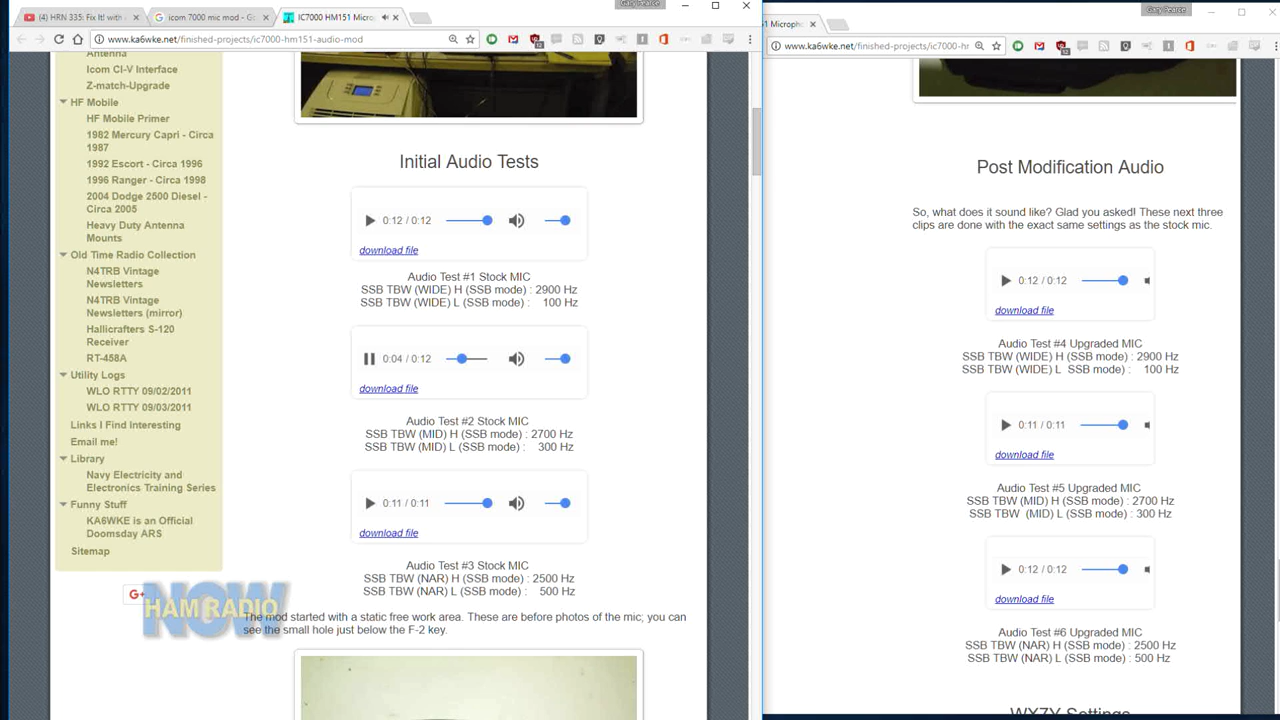 Gary Pearce
(4) HRN 335: Fix It! with
icom 7000 mic mod - Go
IC7000 HM151 Micro
www.ka6wke.net/finished-projects/ic7000-hm151-audio-mod
Antenna
Icom CI-V Interface
Z-match-Upgrade
HF Mobile
HF Mobile Primer
1982 Mercury Capri - Circa
1987
1992 Escort - Circa 1996
1996 Ranger - Circa 1998
2004 Dodge 2500 Diesel -
Circa 2005
Heavy Duty Antenna
Mounts
Old Time Radio Collection
N4TRB Vintage
Newsletters
N4TRB Vintage
Newsletters (mirror)
Hallicrafters S-120
Receiver
RT-458A
Utility Logs
WLO RTTY 09/02/2011
WLO RTTY 09/03/2011
Links I Find Interesting
Email me!
Library
Navy Electricity and
Electronics Training Series
Funny Stuff
KA6WKE is an Official
Doomsday ARS
Sitemap
G+
HAM RADIO
NOW
Initial Audio Tests
0:12 / 0:12
download file
Audio Test #1 Stock MIC
SSB TBW (WIDE) H (SSB mode) : 2900 Hz
SSB TBW (WIDE) L (SSB mode) : 100 Hz
0:04 / 0:12
download file
Audio Test #2 Stock MIC
SSB TBW (MID) H (SSB mode) : 2700 Hz
SSB TBW (MID) L (SSB mode) : 300 Hz
0:11 / 0:11
download file
Audio Test #3 Stock MIC
SSB TBW (NAR) H (SSB mode) : 2500 Hz
SSB TBW (NAR) L (SSB mode) : 500 Hz
The mod started with a static free work area. These are before photos of the mic; you can
see the small hole just below the F-2 key.
Gary Pearce
Microph
www.ka6wke.net/finished-projects/ic7000-h
Post Modification Audio
So, what does it sound like? Glad you asked! These next three
clips are done with the exact same settings as the stock mic.
0:12 / 0:12
download file
Audio Test #4 Upgraded MIC
SSB TBW (WIDE) H (SSB mode) : 2900 Hz
SSB TBW (WIDE) L SSB mode) : 100 Hz
0:11 / 0:11
download file
Audio Test #5 Upgraded MIC
SSB TBW (MID) H (SSB mode) : 2700 Hz
SSB TBW (MID) L (SSB mode) : 300 Hz
0:12 / 0:12
download file
Audio Test #6 Upgraded MIC
SSB TBW (NAR) H (SSB mode) : 2500 Hz
SSB TBW (NAR) L (SSB mode) : 500 Hz
WX7Y Settings